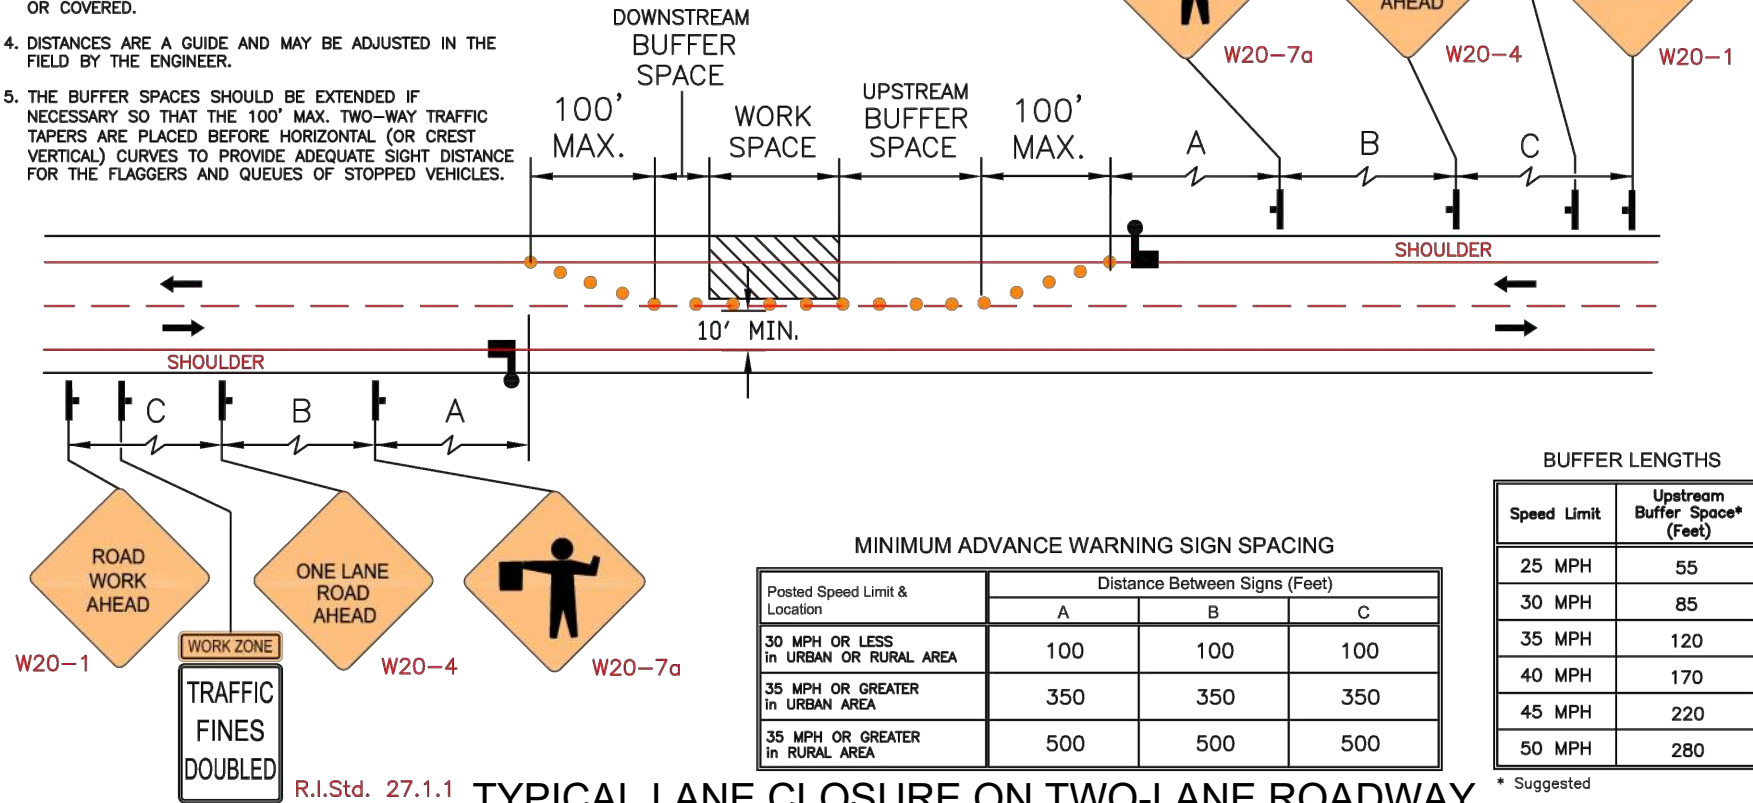 OR COVERED.
4. DISTANCES ARE A GUIDE AND MAY BE ADJUSTED IN THE
FIELD BY THE ENGINEER.
5. THE BUFFER SPACES SHOULD BE EXTENDED IF
NECESSARY SO THAT THE 100' MAX. TWO-WAY TRAFFIC
TAPERS ARE PLACED BEFORE HORIZONTAL (OR CREST
VERTICAL) CURVES TO PROVIDE ADEQUATE SIGHT DISTANCE
FOR THE FLAGGERS AND QUEUES OF STOPPED VEHICLES.
DOWNSTREAM
BUFFER
SPACE
100'
MAX.
WORK
SPACE
UPSTREAM
BUFFER
SPACE
100'
MAX.
A
B
C
AHEAD
W20-7a
W20-4
W20-1
SHOULDER
10' MIN.
SHOULDER
C
B
A
ROAD
WORK
AHEAD
W20-1
WORK ZONE
TRAFFIC
FINES
DOUBLED
R.I.Std. 27.1.1
ONE LANE
ROAD
AHEAD
W20-4
W20-7a
MINIMUM ADVANCE WARNING SIGN SPACING
Posted Speed Limit &
Location
Distance Between Signs (Feet)
A B C
30 MPH OR LESS
in URBAN OR RURAL AREA
100 100 100
35 MPH OR GREATER
in URBAN AREA
350 350 350
35 MPH OR GREATER
in RURAL AREA
500 500 500
BUFFER LENGTHS
Speed Limit
Upstream
Buffer Space*
(Feet)
25 MPH 55
30 MPH 85
35 MPH 120
40 MPH 170
45 MPH 220
50 MPH 280
* Suggested
TYPICAL LANE CLOSURE ON TWO-LANE ROADWAY